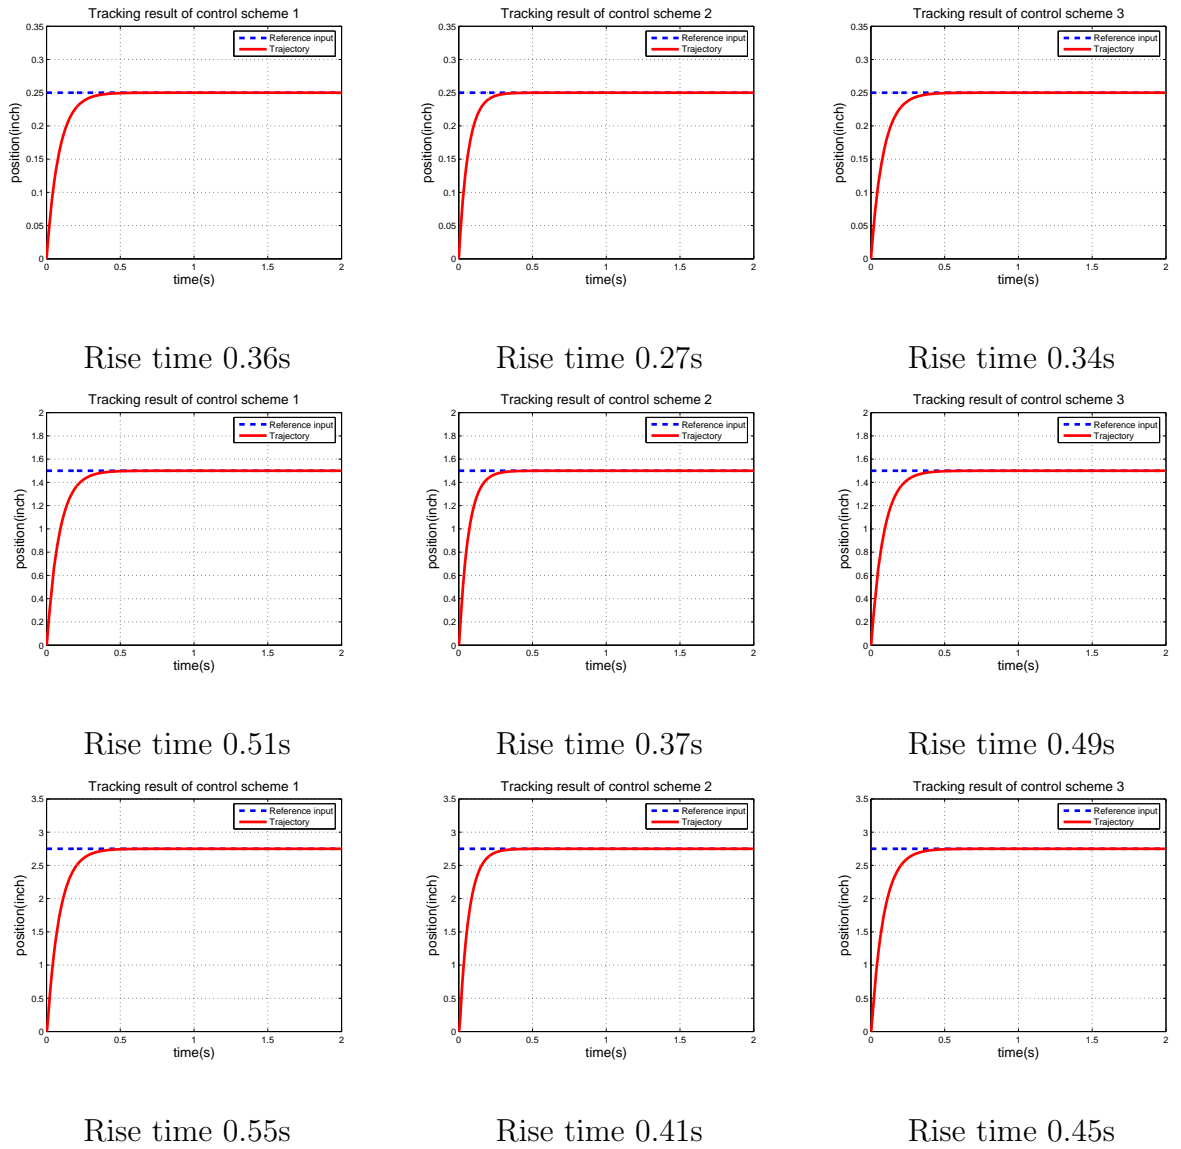 Tracking result of control scheme 1
Tracking result of control scheme 2
Tracking result of control scheme 3
0.35
0.3
0.25
0.2
0.15
0.1
0.05
0
position(inch)
Reference input
Trajectory
0
0.5
1
1.5
2
time(s)
0.35
0.3
0.25
0.2
0.15
0.1
0.05
0
position(inch)
Reference input
Trajectory
0
0.5
1
1.5
2
time(s)
0.35
0.3
0.25
0.2
0.15
0.1
0.05
0
position(inch)
Reference input
Trajectory
0
0.5
1
1.5
2
time(s)
Rise time 0.36s
Rise time 0.27s
Rise time 0.34s
Tracking result of control scheme 1
Tracking result of control scheme 2
Tracking result of control scheme 3
2
1.8
1.6
1.4
1.2
1
0.8
0.6
0.4
0.2
0
position(inch)
Reference input
Trajectory
0
0.5
1
1.5
2
time(s)
2
1.8
1.6
1.4
1.2
1
0.8
0.6
0.4
0.2
0
position(inch)
Reference input
Trajectory
0
0.5
1
1.5
2
time(s)
2
1.8
1.6
1.4
1.2
1
0.8
0.6
0.4
0.2
0
position(inch)
Reference input
Trajectory
0
0.5
1
1.5
2
time(s)
Rise time 0.51s
Rise time 0.37s
Rise time 0.49s
Tracking result of control scheme 1
Tracking result of control scheme 2
Tracking result of control scheme 3
3.5
3
2.5
2
1.5
1
0.5
0
position(inch)
Reference input
Trajectory
0
0.5
1
1.5
2
time(s)
3.5
3
2.5
2
1.5
1
0.5
0
position(inch)
Reference input
Trajectory
0
0.5
1
1.5
2
time(s)
3.5
3
2.5
2
1.5
1
0.5
0
position(inch)
Reference input
Trajectory
0
0.5
1
1.5
2
time(s)
Rise time 0.55s
Rise time 0.41s
Rise time 0.45s